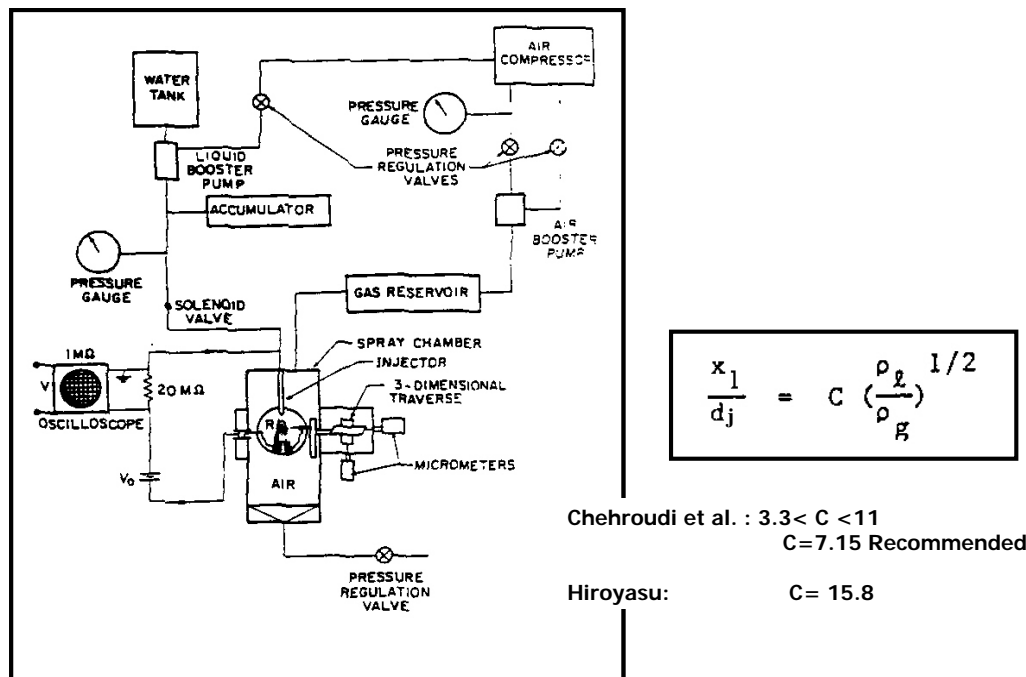 AIR
COMPRESSOR
WATER
TANK
PRESSURE
GAUGE
LIQUID
BOOSTER
PUMP
PRESSURE
REGULATION
VALVES
ACCUMULATOR
AIR
BOOSTER
PUMP
PRESSURE
GAUGE
GAS RESERVOIR
SOLENOID
VALVE
1MΩ
SPRAY CHAMBER
INJECTOR
3-DIMENSIONAL
TRAVERSE
V
20 MΩ
OSCILLOSCOPE
MICROMETERS
V₀
AIR
PRESSURE
REGULATION
VALVE
x₁/dj = C (ρℓ/ρg)^1/2
Chehroudi et al. : 3.3< C <11
C=7.15 Recommended
Hiroyasu: C= 15.8